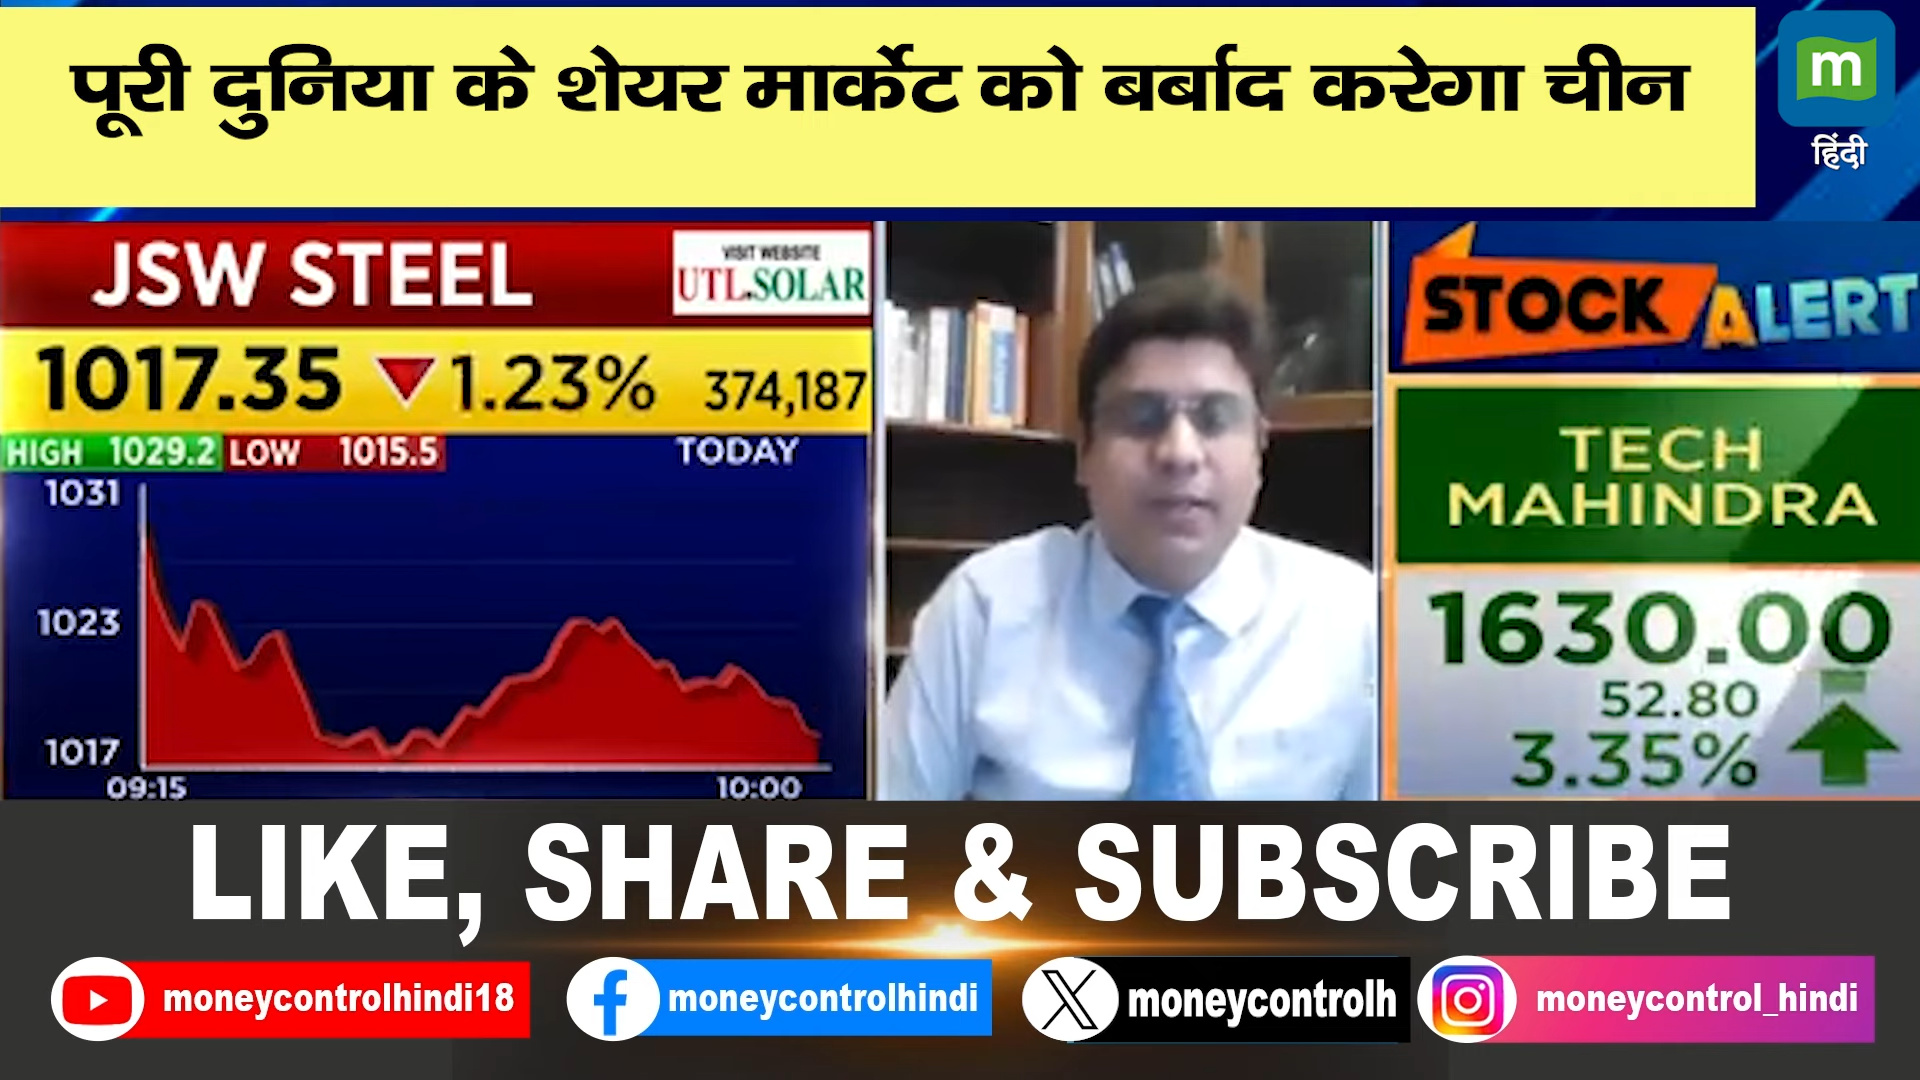 पूरी दुनिया के शेयर मार्केट को बर्बाद करेगा चीन
m
हिंदी
JSW STEEL
VISIT WEBSITE
UTL.SOLAR
1017.35 ▼1.23% 374,187
HIGH 1029.2 LOW 1015.5 TODAY
1031
1023
1017
09:15 10:00
STOCK ALERT
TECH
MAHINDRA
1630.00
52.80
3.35%
LIKE, SHARE & SUBSCRIBE
moneycontrolhindi18 moneycontrolhindi moneycontrolh moneycontrol_hindi